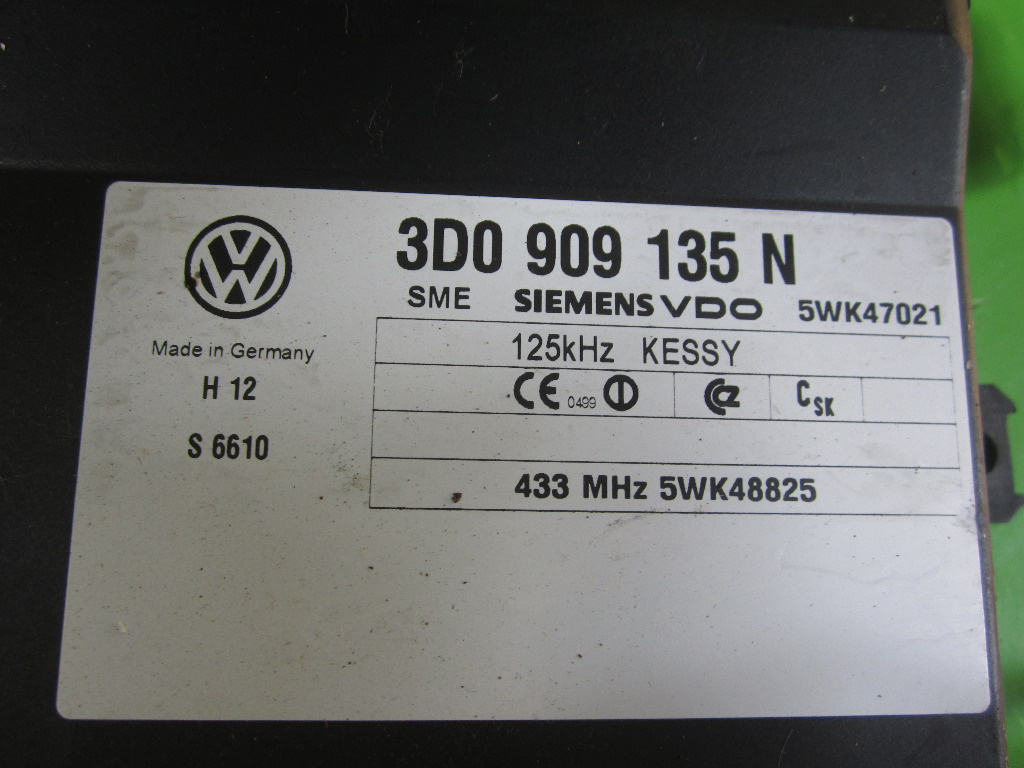 VW
3D0 909 135 N
SME SIEMENS VDO 5WK47021
Made in Germany
H 12
S 6610
125kHz KESSY
CE 0499
CSK
433 MHz 5WK48825